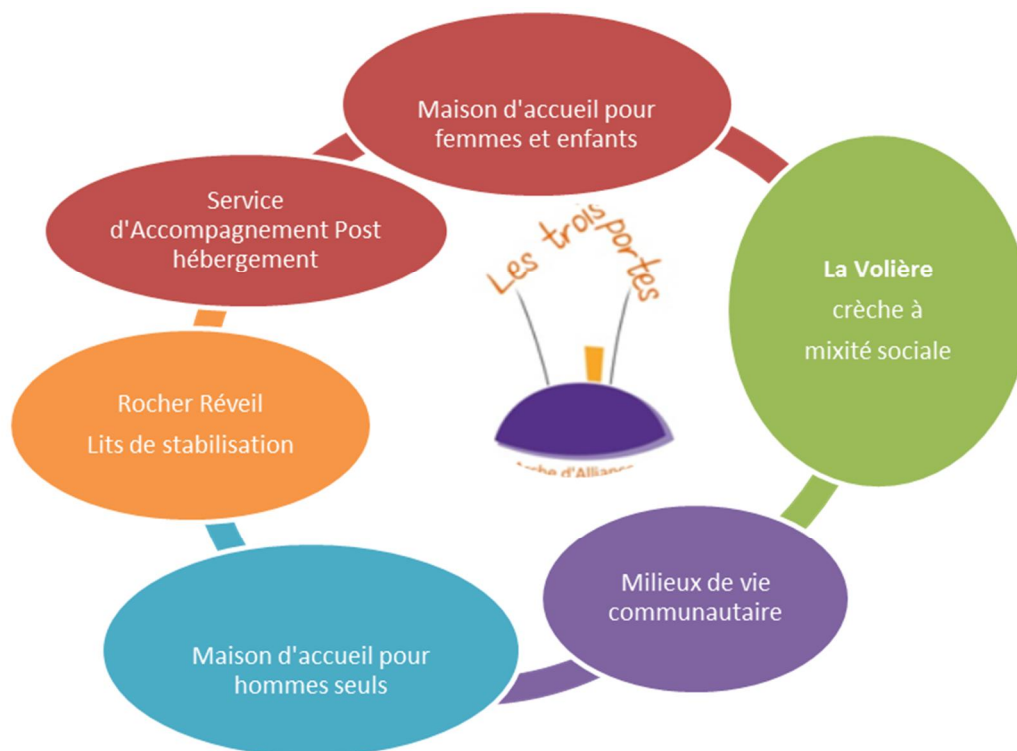 Maison d'accueil pour
femmes et enfants
Service
d'Accompagnement Post
hébergement
Les trois portes
La Volière
crèche à
mixité sociale
Rocher Réveil
Lits de stabilisation
d'Alliance
Milieux de vie
communautaire
Maison d'accueil pour
hommes seuls